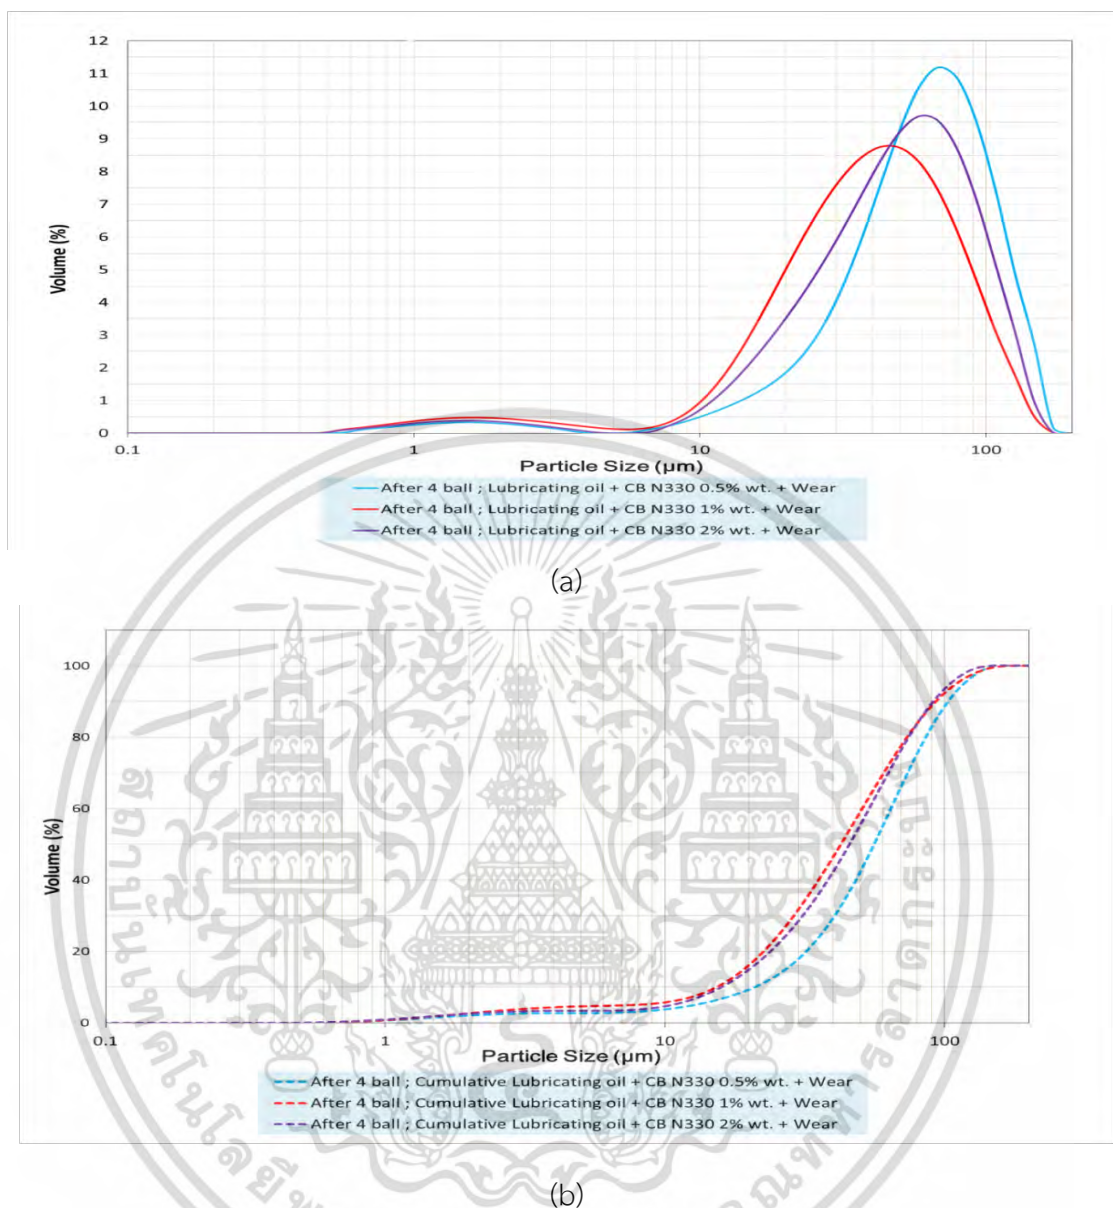 12
11
10
9
8
7
6
5
4
3
2
1
0
Volume (%)
0.1 1 10 100
Particle Size (µm)
After 4 ball ; Lubricating oil + CB N330 0.5% wt. + Wear
After 4 ball ; Lubricating oil + CB N330 1% wt. + Wear
After 4 ball ; Lubricating oil + CB N330 2% wt. + Wear
(a)
100
80
60
40
20
0
Volume (%)
0.1 1 10 100
Particle Size (µm)
After 4 ball ; Cumulative Lubricating oil + CB N330 0.5% wt. + Wear
After 4 ball ; Cumulative Lubricating oil + CB N330 1% wt. + Wear
After 4 ball ; Cumulative Lubricating oil + CB N330 2% wt. + Wear
(b)